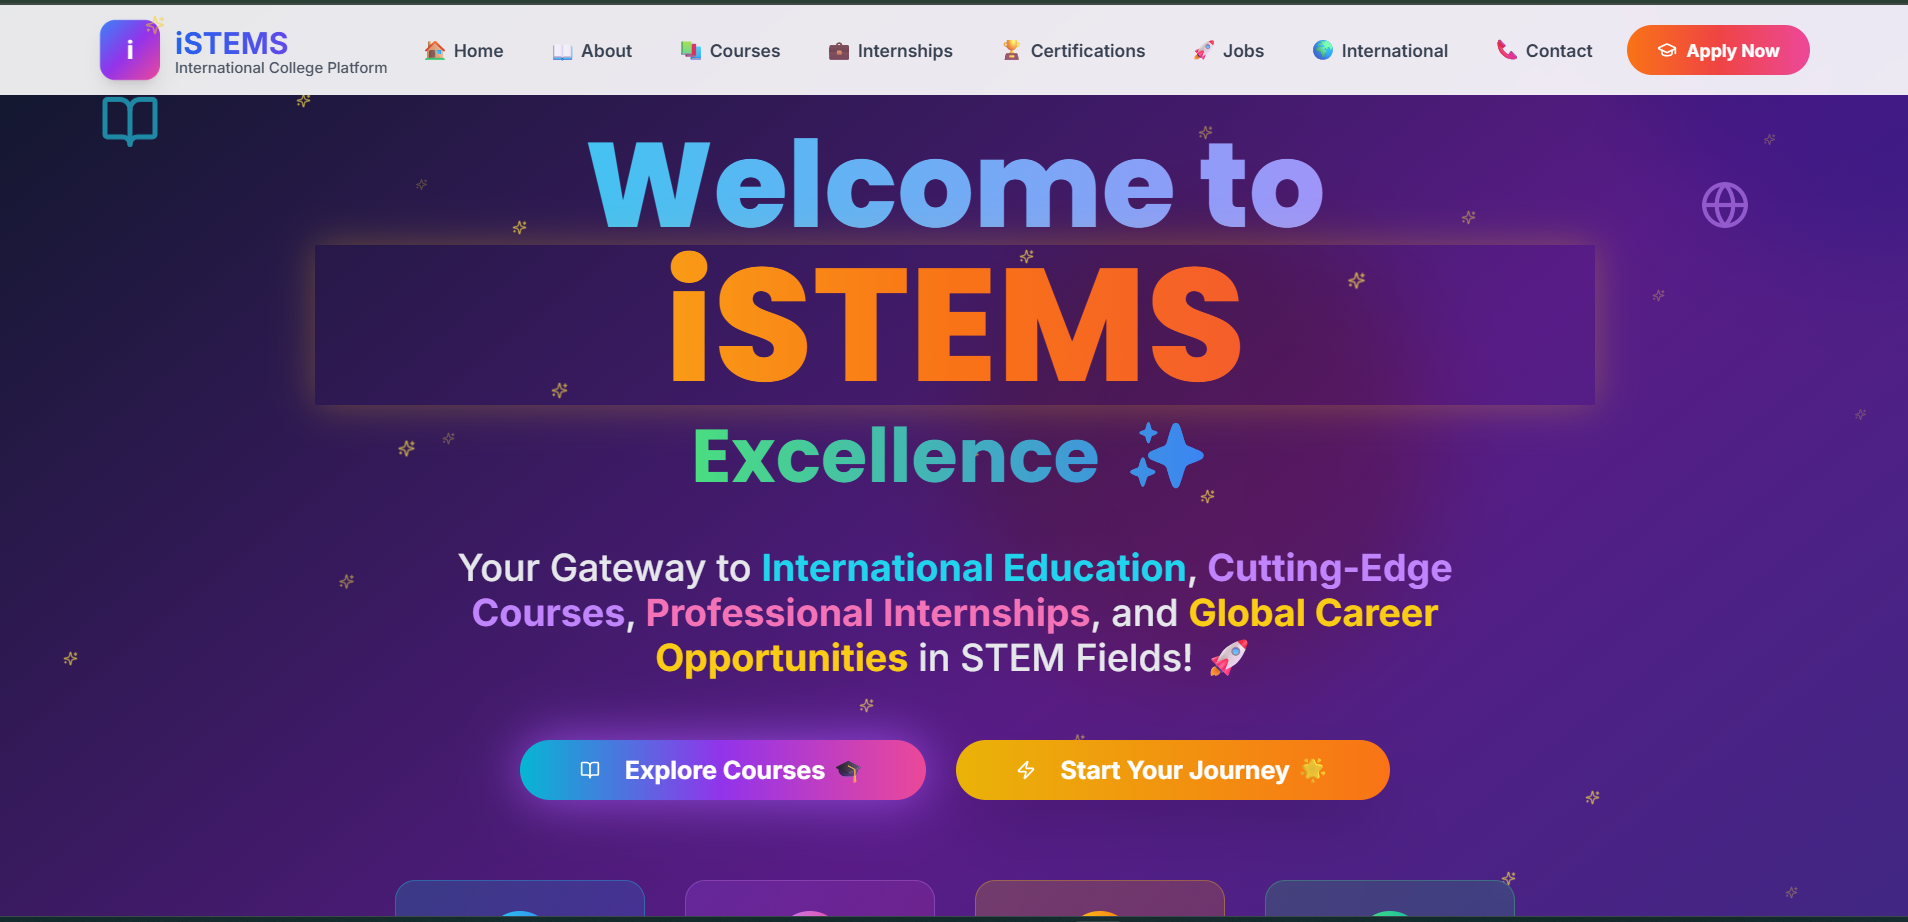 i
iSTEMS
International College Platform
🏠 Home
📖 About
📚 Courses
💼 Internships
🏆 Certifications
🚀 Jobs
🌍 International
📞 Contact
Apply Now
Welcome to
iSTEMS
Excellence ✨
Your Gateway to International Education, Cutting-Edge
Courses, Professional Internships, and Global Career
Opportunities in STEM Fields! 🚀
Explore Courses 🎓
Start Your Journey 🌟